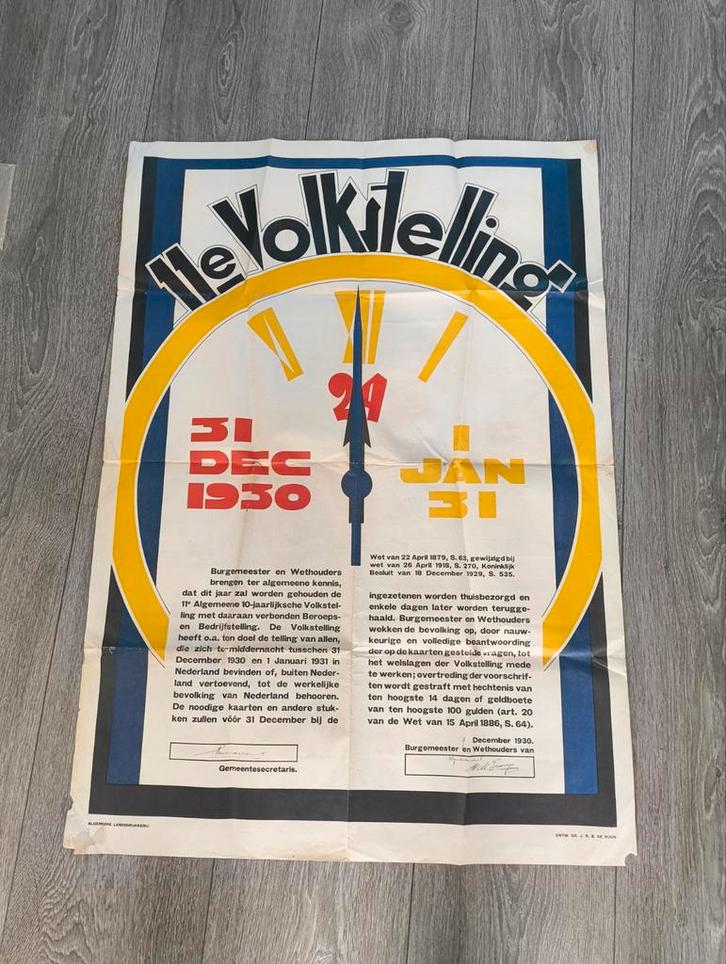 11e Volkstelling
XI XII I
24
31
DEC
1930
1
JAN
31
Burgemeester en Wethouders
brengen ter algemeene kennis,
dat dit jaar zal worden gehouden de
11e Algemeene 10-jaarlijksche Volkstel-
ling met daaraan verbonden Beroeps-
en Bedrijfstelling. De Volkstelling
heeft o.a. ten doel de telling van allen,
die zich te middernacht tusschen 31
December 1930 en 1 Januari 1931 in
Nederland bevinden of, buiten Neder-
land vertoevend, tot de werkelijke
bevolking van Nederland behooren.
De noodige kaarten en andere stuk-
ken zullen vóór 31 December bij de
Gemeentesecretaris.
Wet van 22 April 1879, S. 63, gewijzigd bij
wet van 26 April 1918, S. 270, Koninklijk
Besluit van 18 December 1929, S. 535.
ingezetenen worden thuisbezorgd en
enkele dagen later worden terugge-
haald. Burgemeester en Wethouders
wekken de bevolking op, door nauw-
keurige en volledige beantwoording
der op de kaarten gestelde vragen, tot
het welslagen der Volkstelling mede
te werken; overtreding der voorschrif-
ten wordt gestraft met hechtenis van
ten hoogste 14 dagen of geldboete
van ten hoogste 100 gulden (art. 20
van de Wet van 15 April 1886, S. 64).
December 1930.
Burgemeester en Wethouders van
ALGEMEENE LANDSDRUKKERIJ
ONTW. GR. J. R. B. DE